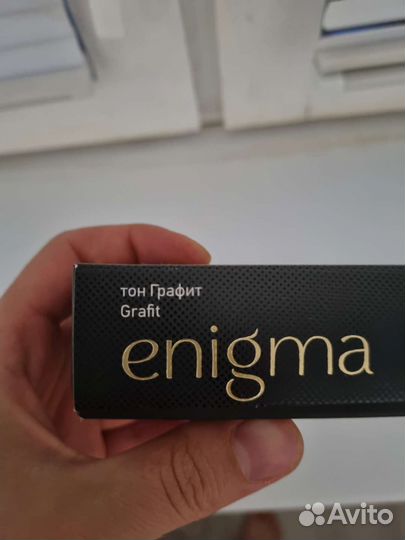 тон Графит
Grafit
enigma
Avito